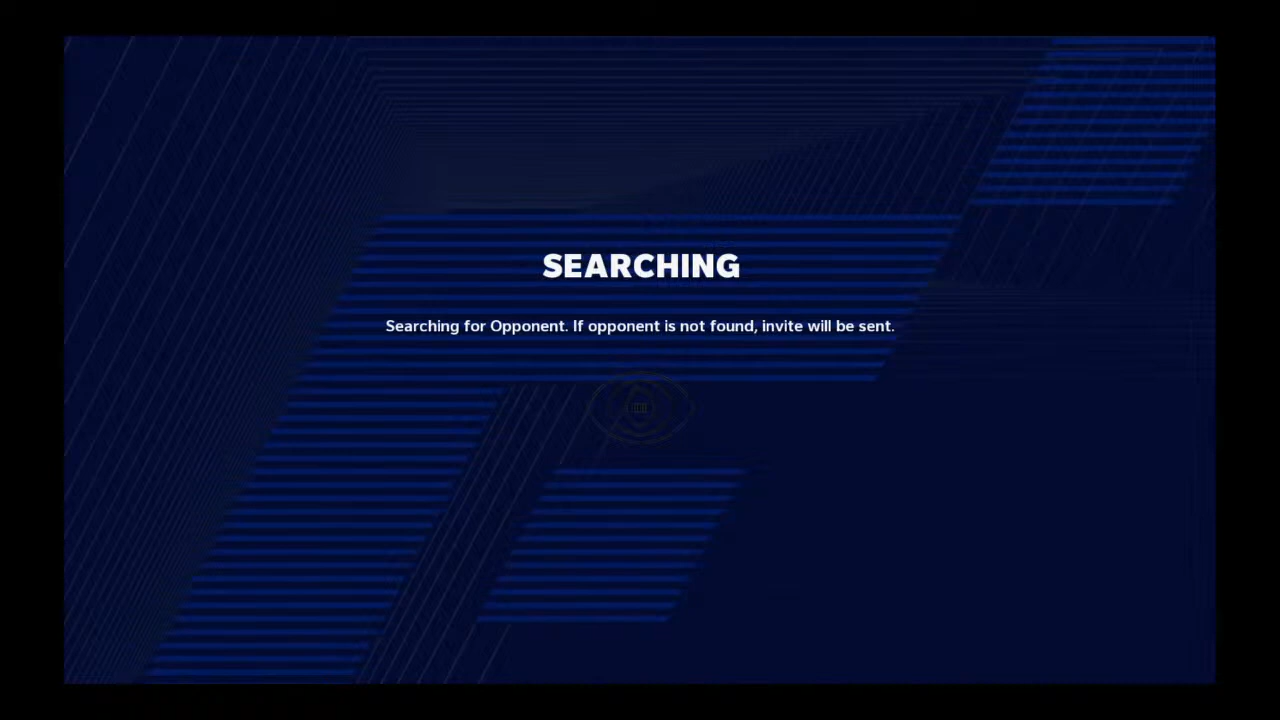 SEARCHING
Searching for Opponent. If opponent is not found, invite will be sent.